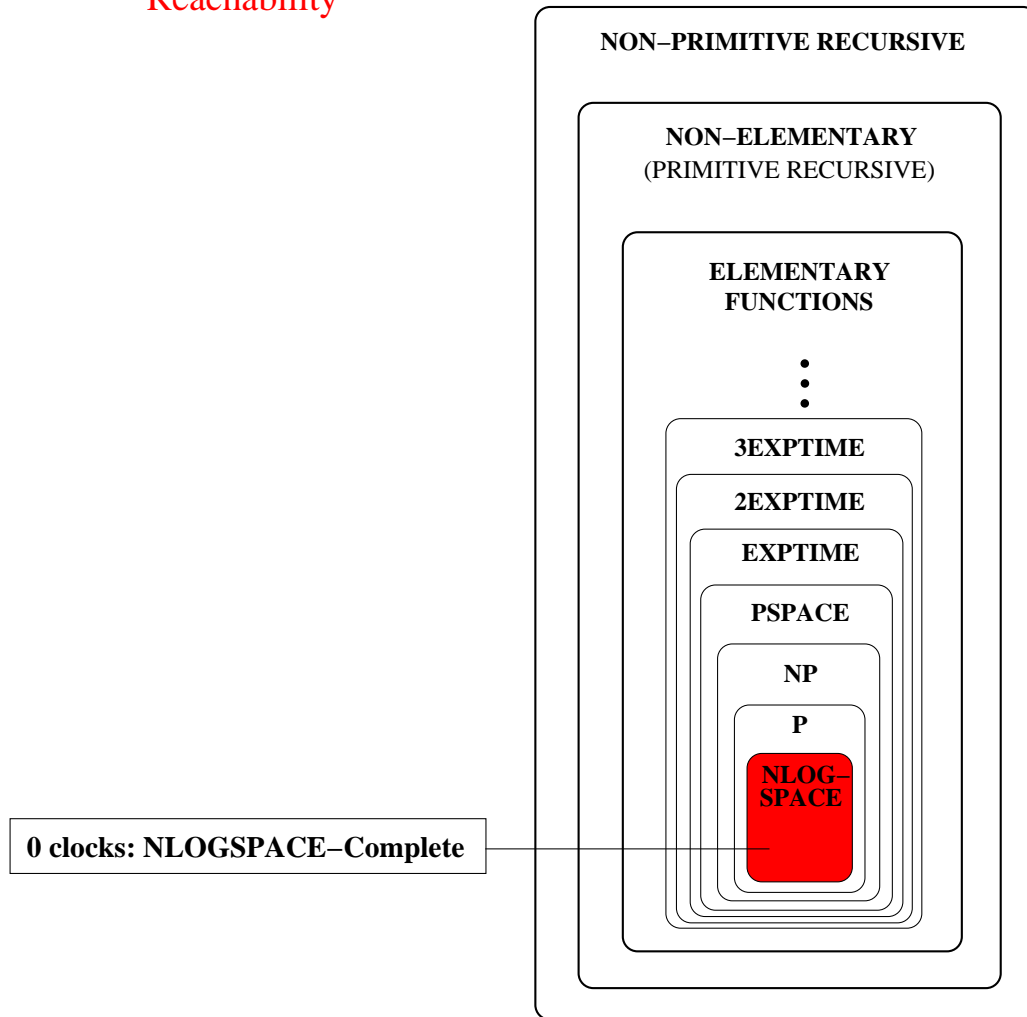 Reachability
NON–PRIMITIVE RECURSIVE
NON–ELEMENTARY
(PRIMITIVE RECURSIVE)
ELEMENTARY
FUNCTIONS
3EXPTIME
2EXPTIME
EXPTIME
PSPACE
NP
P
NLOG–
SPACE
0 clocks: NLOGSPACE–Complete